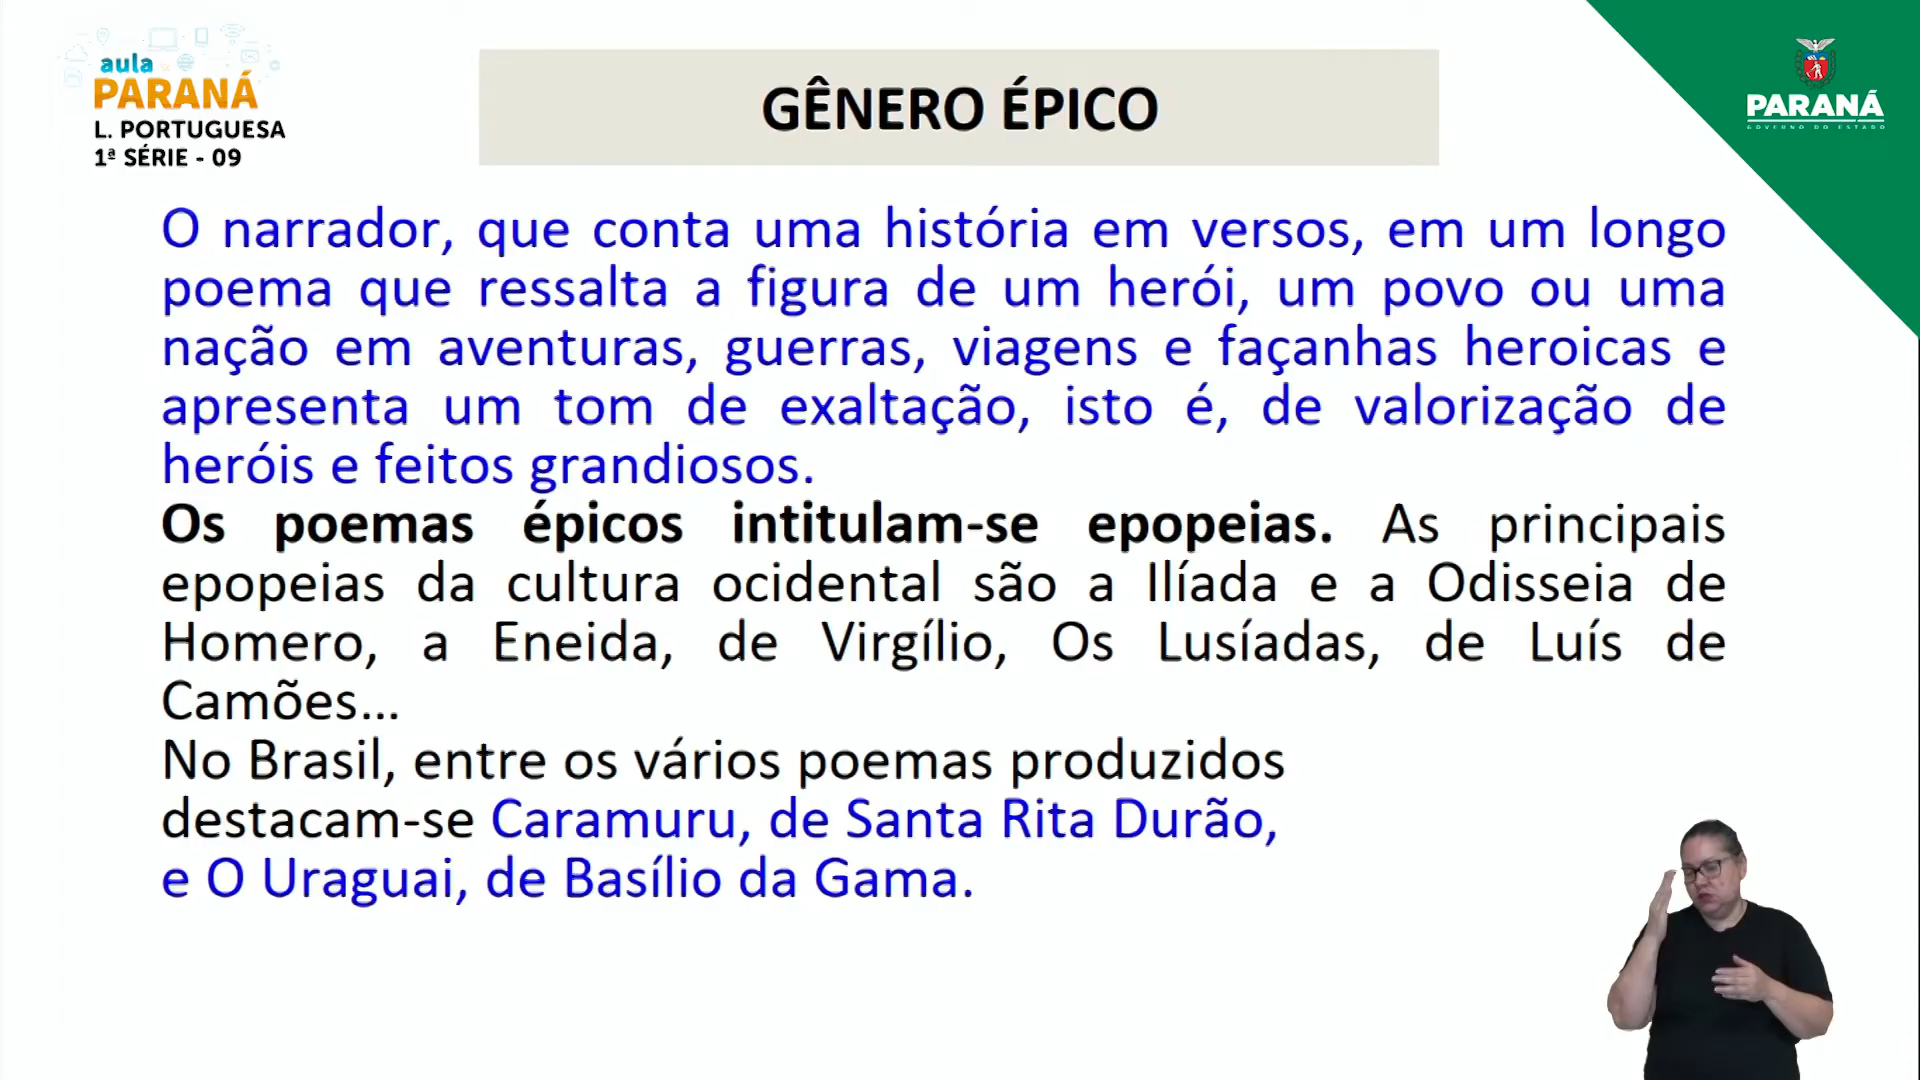 aula
PARANÁ
L. PORTUGUESA
1ª SÉRIE - 09
GÊNERO ÉPICO
PARANÁ
GOVERNO DO ESTADO
O narrador, que conta uma história em versos, em um longo
poema que ressalta a figura de um herói, um povo ou uma
nação em aventuras, guerras, viagens e façanhas heroicas e
apresenta um tom de exaltação, isto é, de valorização de
heróis e feitos grandiosos.
Os poemas épicos intitulam-se epopeias. As principais
epopeias da cultura ocidental são a Ilíada e a Odisseia de
Homero, a Eneida, de Virgílio, Os Lusíadas, de Luís de
Camões...
No Brasil, entre os vários poemas produzidos
destacam-se Caramuru, de Santa Rita Durão,
e O Uraguai, de Basílio da Gama.